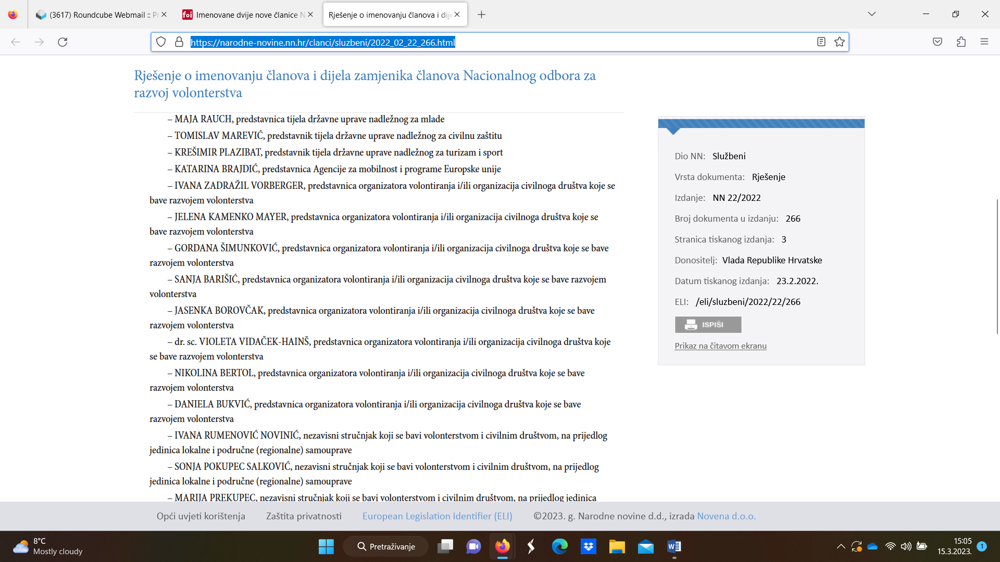 (3617) Roundcube Webmail :: Pr
Imenovane dvije nove članice N
Rješenje o imenovanju članova i dije
https://narodne-novine.nn.hr/clanci/sluzbeni/2022_02_22_266.html
Rješenje o imenovanju članova i dijela zamjenika članova Nacionalnog odbora za
razvoj volonterstva
– MAJA RAUCH, predstavnica tijela državne uprave nadležnog za mlade
– TOMISLAV MAREVIĆ, predstavnik tijela državne uprave nadležnog za civilnu zaštitu
– KREŠIMIR PLAZIBAT, predstavnik tijela državne uprave nadležnog za turizam i sport
– KATARINA BRAJDIĆ, predstavnica Agencije za mobilnost i programe Europske unije
– IVANA ZADRAŽIL VORBERGER, predstavnica organizatora volontiranja i/ili organizacija civilnoga društva koje se
bave razvojem volonterstva
– JELENA KAMENKO MAYER, predstavnica organizatora volontiranja i/ili organizacija civilnoga društva koje se
bave razvojem volonterstva
– GORDANA ŠIMUNKOVIĆ, predstavnica organizatora volontiranja i/ili organizacija civilnoga društva koje se bave
razvojem volonterstva
– SANJA BARIŠIĆ, predstavnica organizatora volontiranja i/ili organizacija civilnoga društva koje se bave razvojem
volonterstva
– JASENKA BOROVČAK, predstavnica organizatora volontiranja i/ili organizacija civilnoga društva koje se bave
razvojem volonterstva
– dr. sc. VIOLETA VIDAČEK-HAINŠ, predstavnica organizatora volontiranja i/ili organizacija civilnoga društva koje
se bave razvojem volonterstva
– NIKOLINA BERTOL, predstavnica organizatora volontiranja i/ili organizacija civilnoga društva koje se bave
razvojem volonterstva
– DANIELA BUKVIĆ, predstavnica organizatora volontiranja i/ili organizacija civilnoga društva koje se bave
razvojem volonterstva
– IVANA RUMENOVIĆ NOVINIĆ, nezavisni stručnjak koji se bavi volonterstvom i civilnim društvom, na prijedlog
jedinica lokalne i područne (regionalne) samouprave
– SONJA POKUPEC SALKOVIĆ, nezavisni stručnjak koji se bavi volonterstvom i civilnim društvom, na prijedlog
jedinica lokalne i područne (regionalne) samouprave
– MARIJA PREKUPEC, nezavisni stručnjak koji se bavi volonterstvom i civilnim društvom, na prijedlog jedinica
Dio NN: Službeni
Vrsta dokumenta: Rješenje
Izdanje: NN 22/2022
Broj dokumenta u izdanju: 266
Stranica tiskanog izdanja: 3
Donositelj: Vlada Republike Hrvatske
Datum tiskanog izdanja: 23.2.2022.
ELI: /eli/sluzbeni/2022/22/266
ISPIŠI
Prikaz na čitavom ekranu
Opći uvjeti korištenja
Zaštita privatnosti
European Legislation Identifier (ELI)
©2023. g. Narodne novine d.d., izrada Novena d.o.o.
8°C
Mostly cloudy
Pretraživanje
15:05
15.3.2023.
1